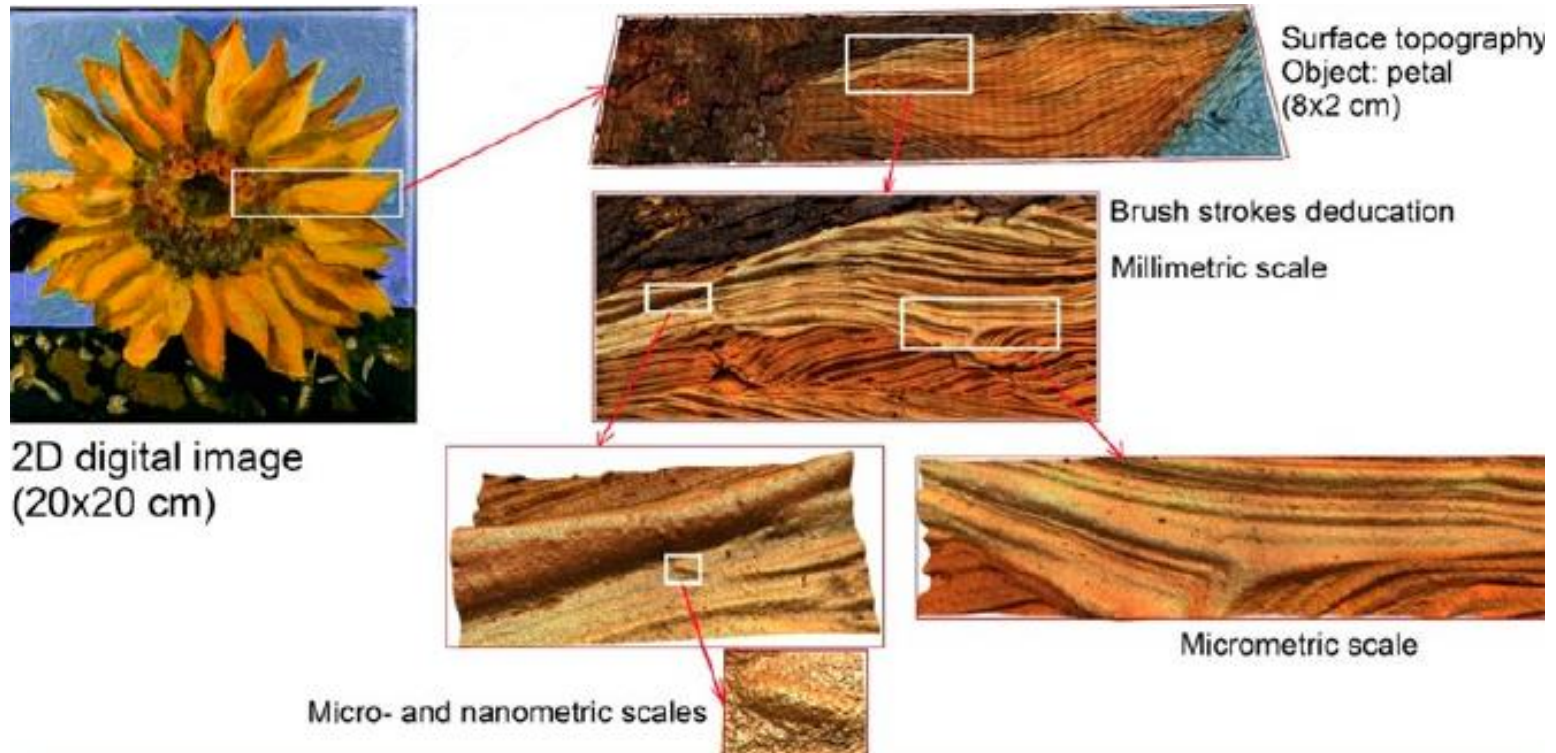 Surface topography
Object: petal
(8x2 cm)
Brush strokes deducation
Millimetric scale
2D digital image
(20x20 cm)
Micrometric scale
Micro- and nanometric scales